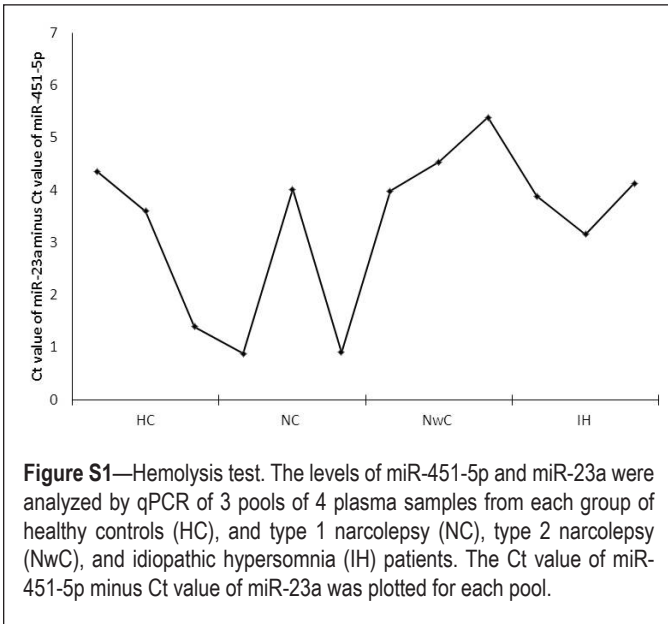 Ct value of miR-23a minus Ct value of miR-451-5p
7
6
5
4
3
2
1
0
HC NC NwC IH
Figure S1—Hemolysis test. The levels of miR-451-5p and miR-23a were
analyzed by qPCR of 3 pools of 4 plasma samples from each group of
healthy controls (HC), and type 1 narcolepsy (NC), type 2 narcolepsy
(NwC), and idiopathic hypersomnia (IH) patients. The Ct value of miR-
451-5p minus Ct value of miR-23a was plotted for each pool.